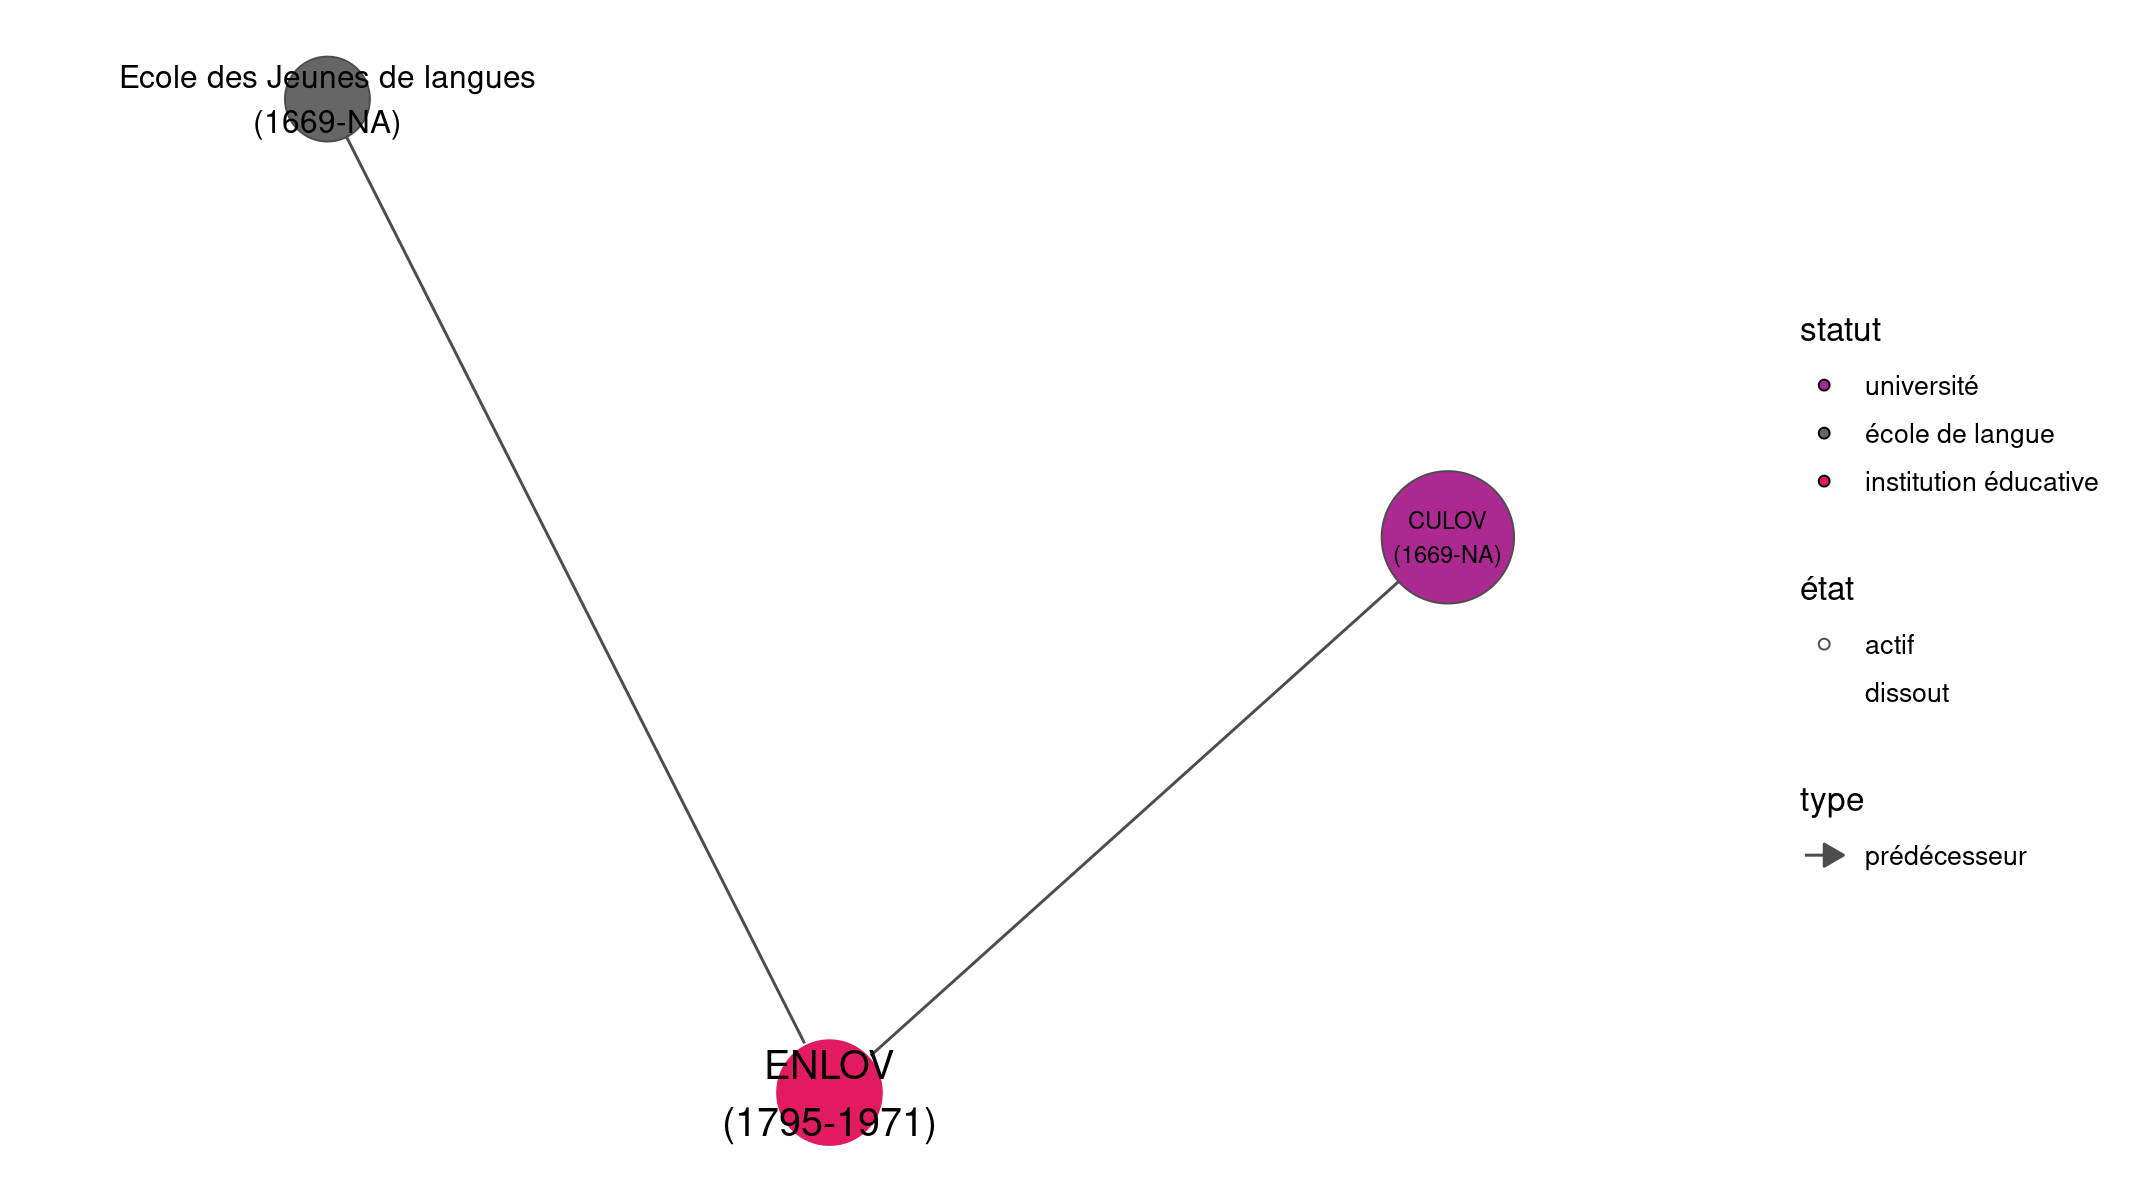 Ecole des Jeunes de langues
(1669-NA)
CULOV
(1669-NA)
ENLOV
(1795-1971)
statut
université
école de langue
institution éducative
état
actif
dissout
type
prédécesseur